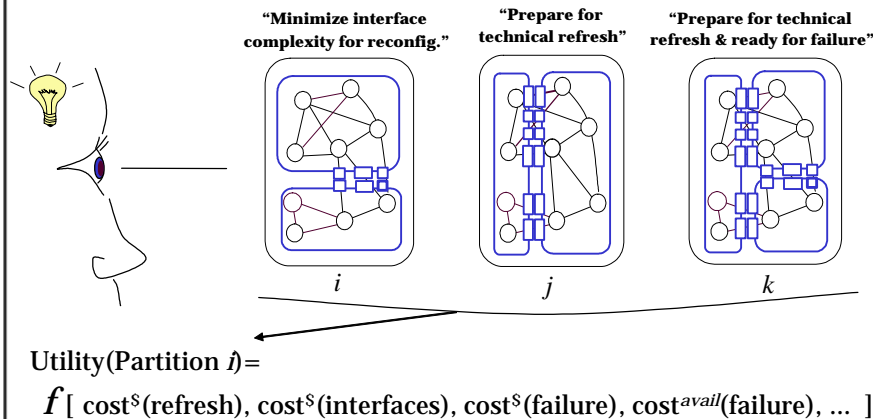 “Minimize interface
complexity for reconfig.”
“Prepare for
technical refresh”
“Prepare for technical
refresh & ready for failure”
i
j
k
Utility(Partition i)=
f [ cost$(refresh), cost$(interfaces), cost$(failure), costavail(failure), ... ]